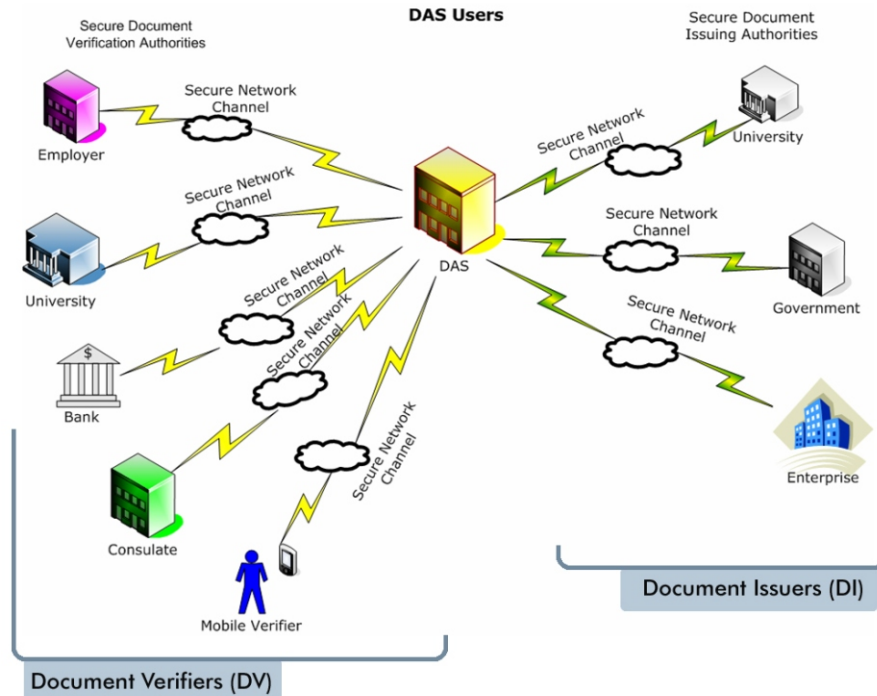 DAS Users
Secure Document
Verification Authorities
Secure Document
Issuing Authorities
Secure Network
Channel
Employer
Secure Network
Channel
University
Secure Network
Channel
University
Secure Network
Channel
DAS
Secure Network
Channel
Government
Secure Network
Channel
Bank
Secure Network
Channel
Consulate
Secure Network
Channel
Enterprise
Secure Network
Channel
Mobile Verifier
$
Document Issuers (DI)
Document Verifiers (DV)